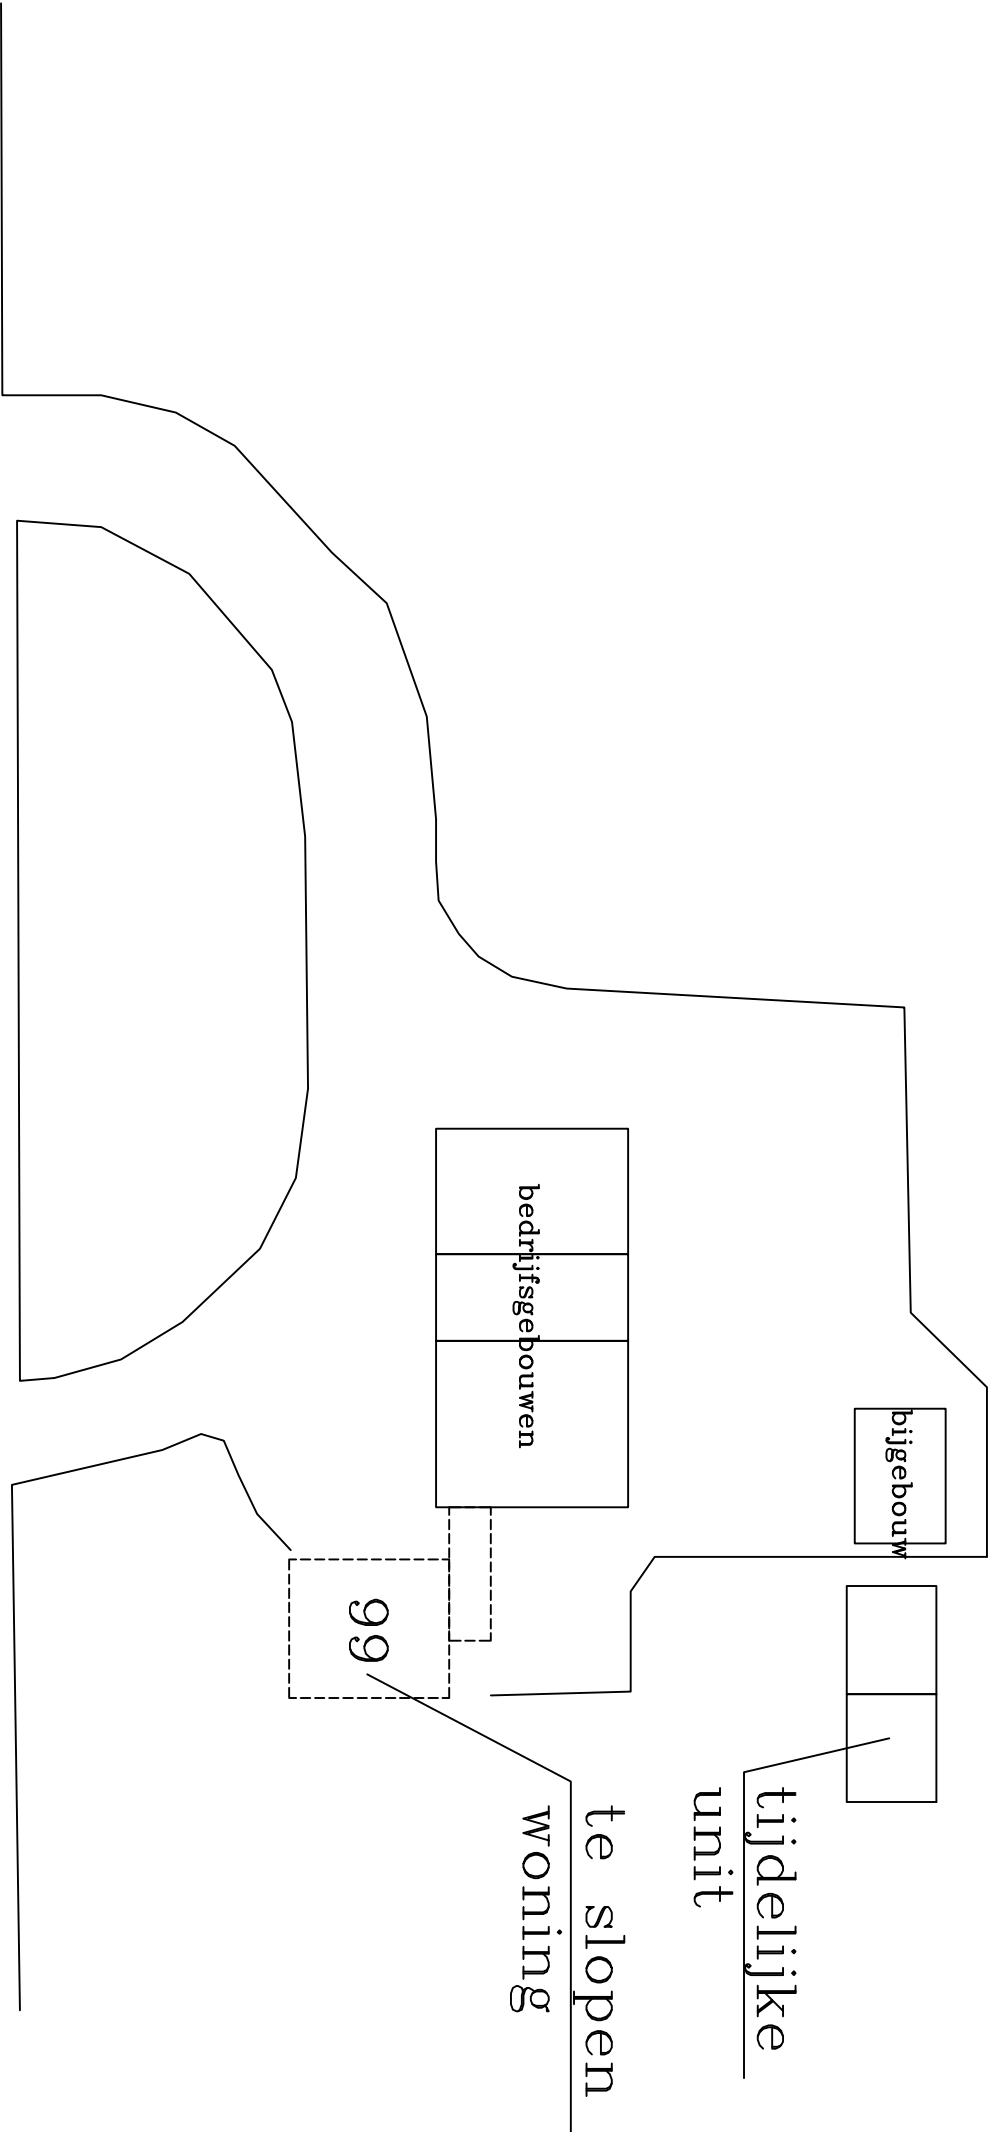 bijgebouw
tijdelijke
unit
bedrijfsgebouwen
te slopen
woning
99